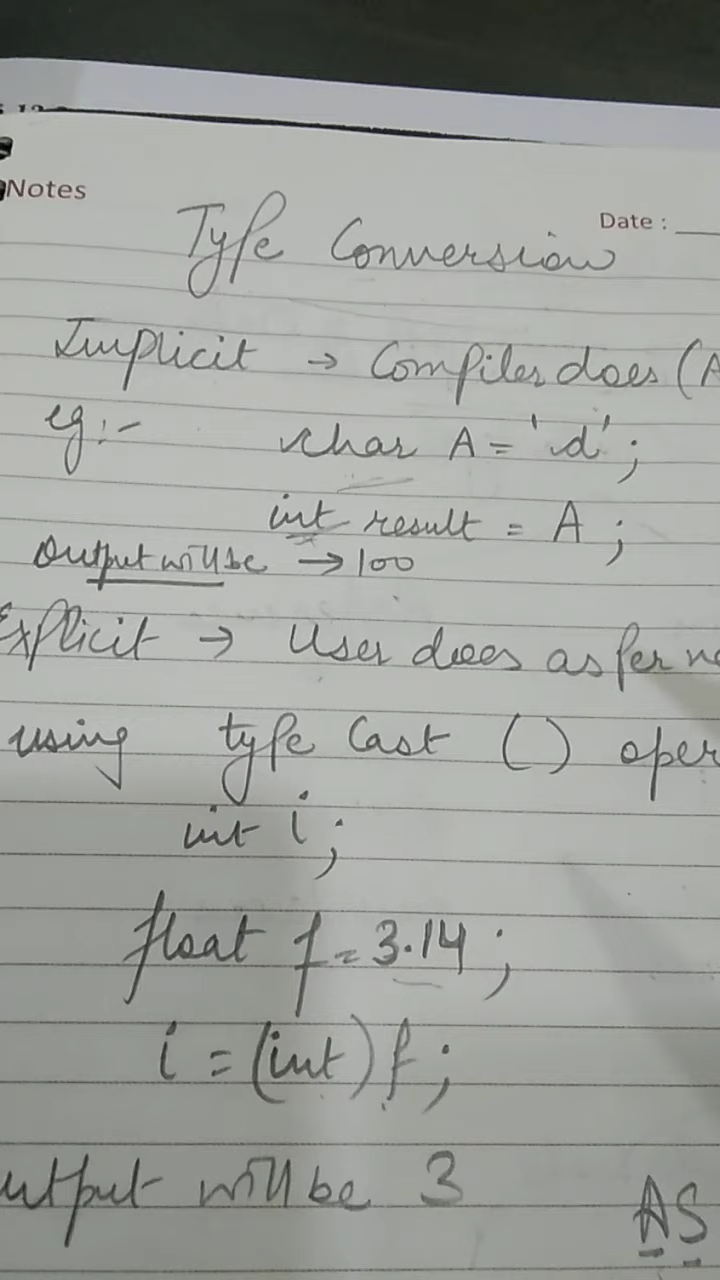 Notes
Date :
Type Conversion
Implicit → Compiler does (A
eg:- char A = 'd';
int result = A ;
Output will be → 100
Explicit → User does as per
using type Cast () oper
int i;
float f = 3.14 ;
i = (int) f ;
utput will be 3
AS